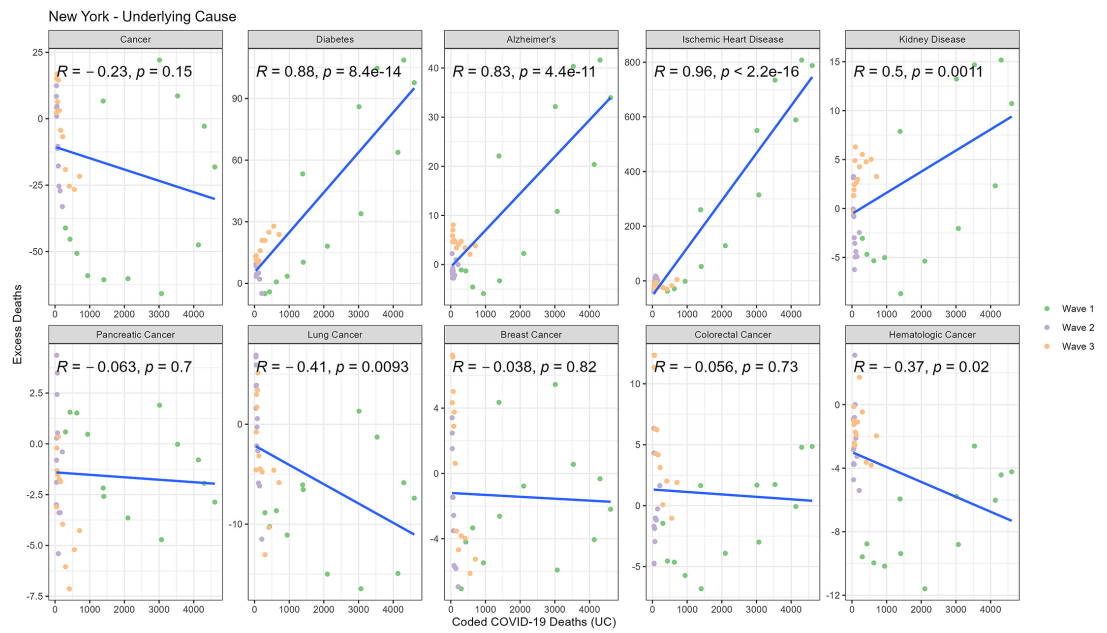 New York - Underlying Cause
Cancer
Diabetes
Alzheimer's
Ischemic Heart Disease
Kidney Disease
R = −0.23, p = 0.15
R = 0.88, p = 8.4e-14
R = 0.83, p = 4.4e-11
R = 0.96, p < 2.2e-16
R = 0.5, p = 0.0011
25
0
-25
-50
90
60
30
0
40
30
20
10
0
800
600
400
200
0
15
10
5
0
-5
0 1000 2000 3000 4000
0 1000 2000 3000 4000
0 1000 2000 3000 4000
0 1000 2000 3000 4000
0 1000 2000 3000 4000
Excess Deaths
Pancreatic Cancer
Lung Cancer
Breast Cancer
Colorectal Cancer
Hematologic Cancer
R = −0.063, p = 0.7
R = −0.41, p = 0.0093
R = −0.038, p = 0.82
R = −0.056, p = 0.73
R = −0.37, p = 0.02
2.5
0.0
-2.5
-5.0
-7.5
0
-10
4
0
-4
10
5
0
-5
0
-4
-8
-12
0 1000 2000 3000 4000
0 1000 2000 3000 4000
0 1000 2000 3000 4000
0 1000 2000 3000 4000
0 1000 2000 3000 4000
Coded COVID-19 Deaths (UC)
Wave 1
Wave 2
Wave 3